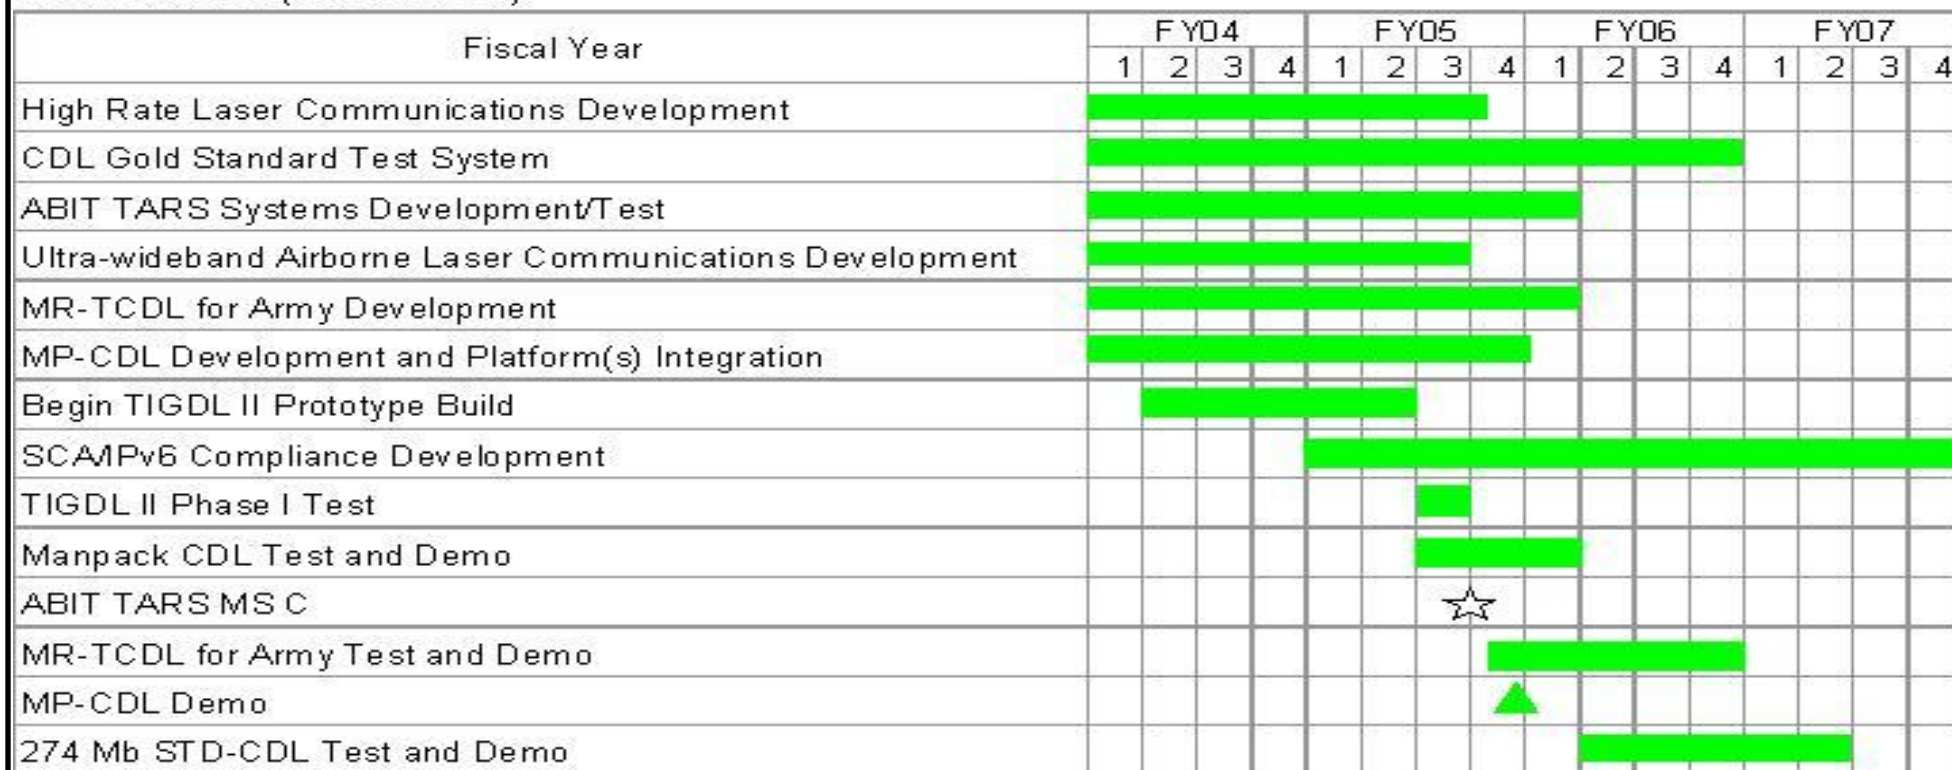 Fiscal Year
FY04 FY05 FY06 FY07
1 2 3 4 1 2 3 4 1 2 3 4 1 2 3 4
High Rate Laser Communications Development
CDL Gold Standard Test System
ABIT TARS Systems Development/Test
Ultra-wideband Airborne Laser Communications Development
MR-TCDL for Army Development
MP-CDL Development and Platform(s) Integration
Begin TIGDL II Prototype Build
SCA/IPv6 Compliance Development
TIGDL II Phase I Test
Manpack CDL Test and Demo
ABIT TARS MS C
MR-TCDL for Army Test and Demo
MP-CDL Demo
274 Mb STD-CDL Test and Demo